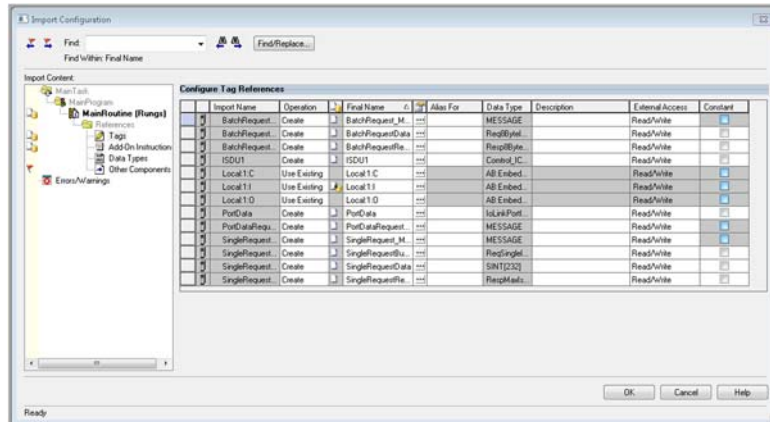 Import Configuration
Find: Find/Replace...
Find Within: Final Name
Import Content:
MainTask
MainProgram
MainRoutine (Rungs)
References
Tags
Add-On Instruction
Data Types
Other Components
Errors/Warnings
Configure Tag References
Import Name Operation Final Name Alias For Data Type Description External Access Constant
BatchRequest... Create BatchRequest_M... MESSAGE Read/Write
BatchRequest... Create BatchRequestData Read/Write
BatchRequest... Create BatchRequestRe... Read/Write
ISDU1 Create ISDU1 Control_IC... Read/Write
Local:1:C Use Existing Local:1:C AB:Embed... Read/Write
Local:1:I Use Existing Local:1:I AB:Embed... Read/Write
Local:1:O Use Existing Local:1:O AB:Embed... Read/Write
PortData Create PortData IoLinkPort... Read/Write
PortDataRequ... Create PortDataRequest... MESSAGE Read/Write
SingleRequest... Create SingleRequest_M... MESSAGE Read/Write
SingleRequest... Create SingleRequestBu... ReqSingleI... Read/Write
SingleRequest... Create SingleRequestData SINT[232] Read/Write
SingleRequest... Create SingleRequestRe... Read/Write
OK Cancel Help
Ready